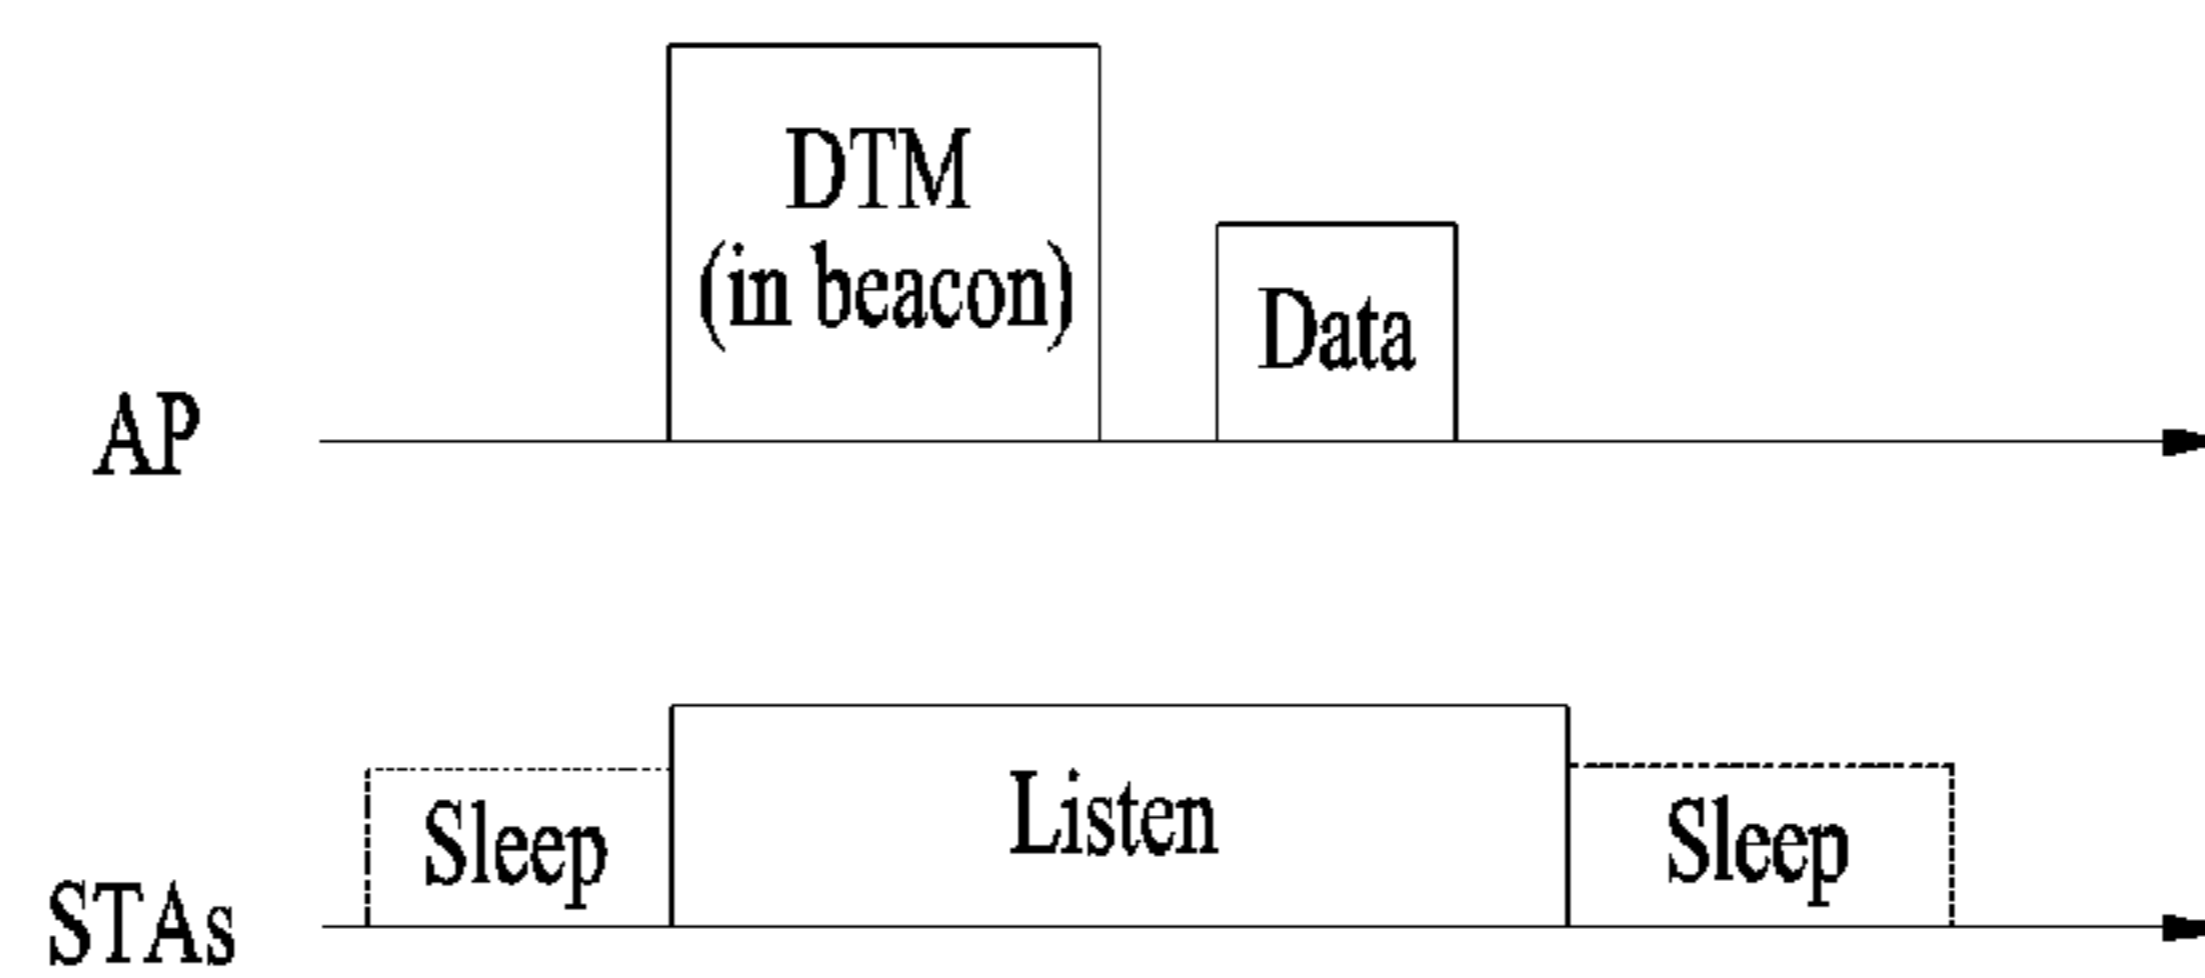 DTM
(in beacon)
Data
AP
Listen
Sleep
Sleep
STAs